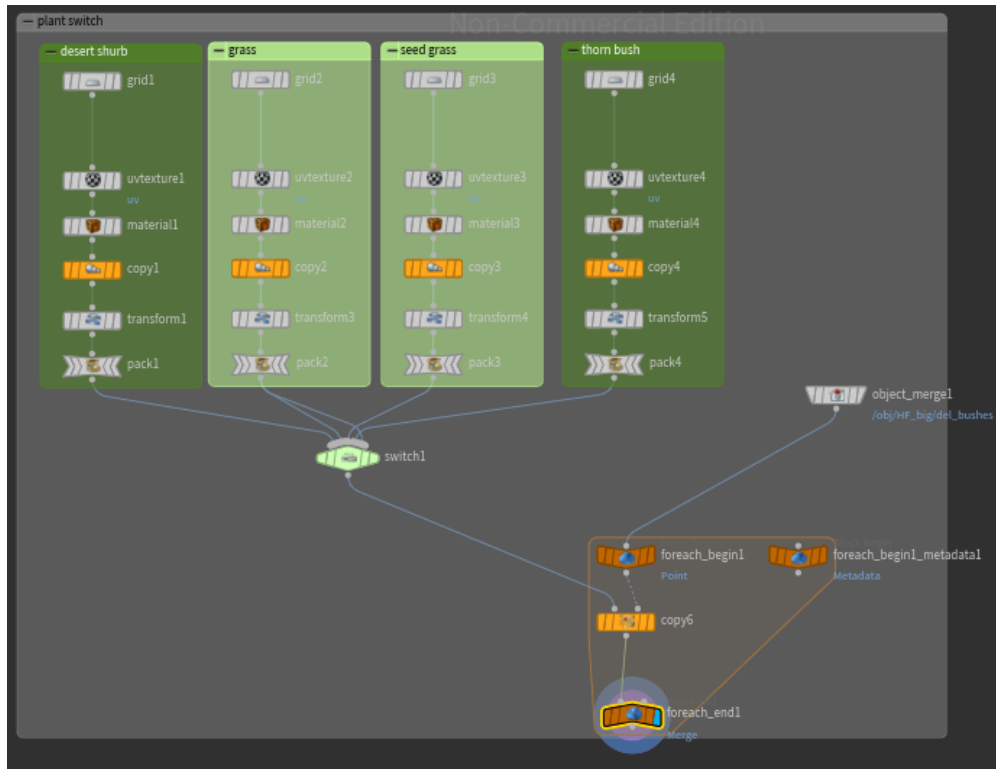 plant switch
Non-Commercial Edition
desert shurb
grass
seed grass
thorn bush
grid1
grid2
grid3
grid4
uvtexture1
uv
uvtexture2
uv
uvtexture3
uv
uvtexture4
uv
material1
material2
material3
material4
copy1
copy2
copy3
copy4
transform1
transform3
transform4
transform5
pack1
pack2
pack3
pack4
object_merge1
/obj/HF_big/del_bushes
switch1
foreach_begin1
Point
foreach_begin1_metadata1
Metadata
copy6
foreach_end1
Merge